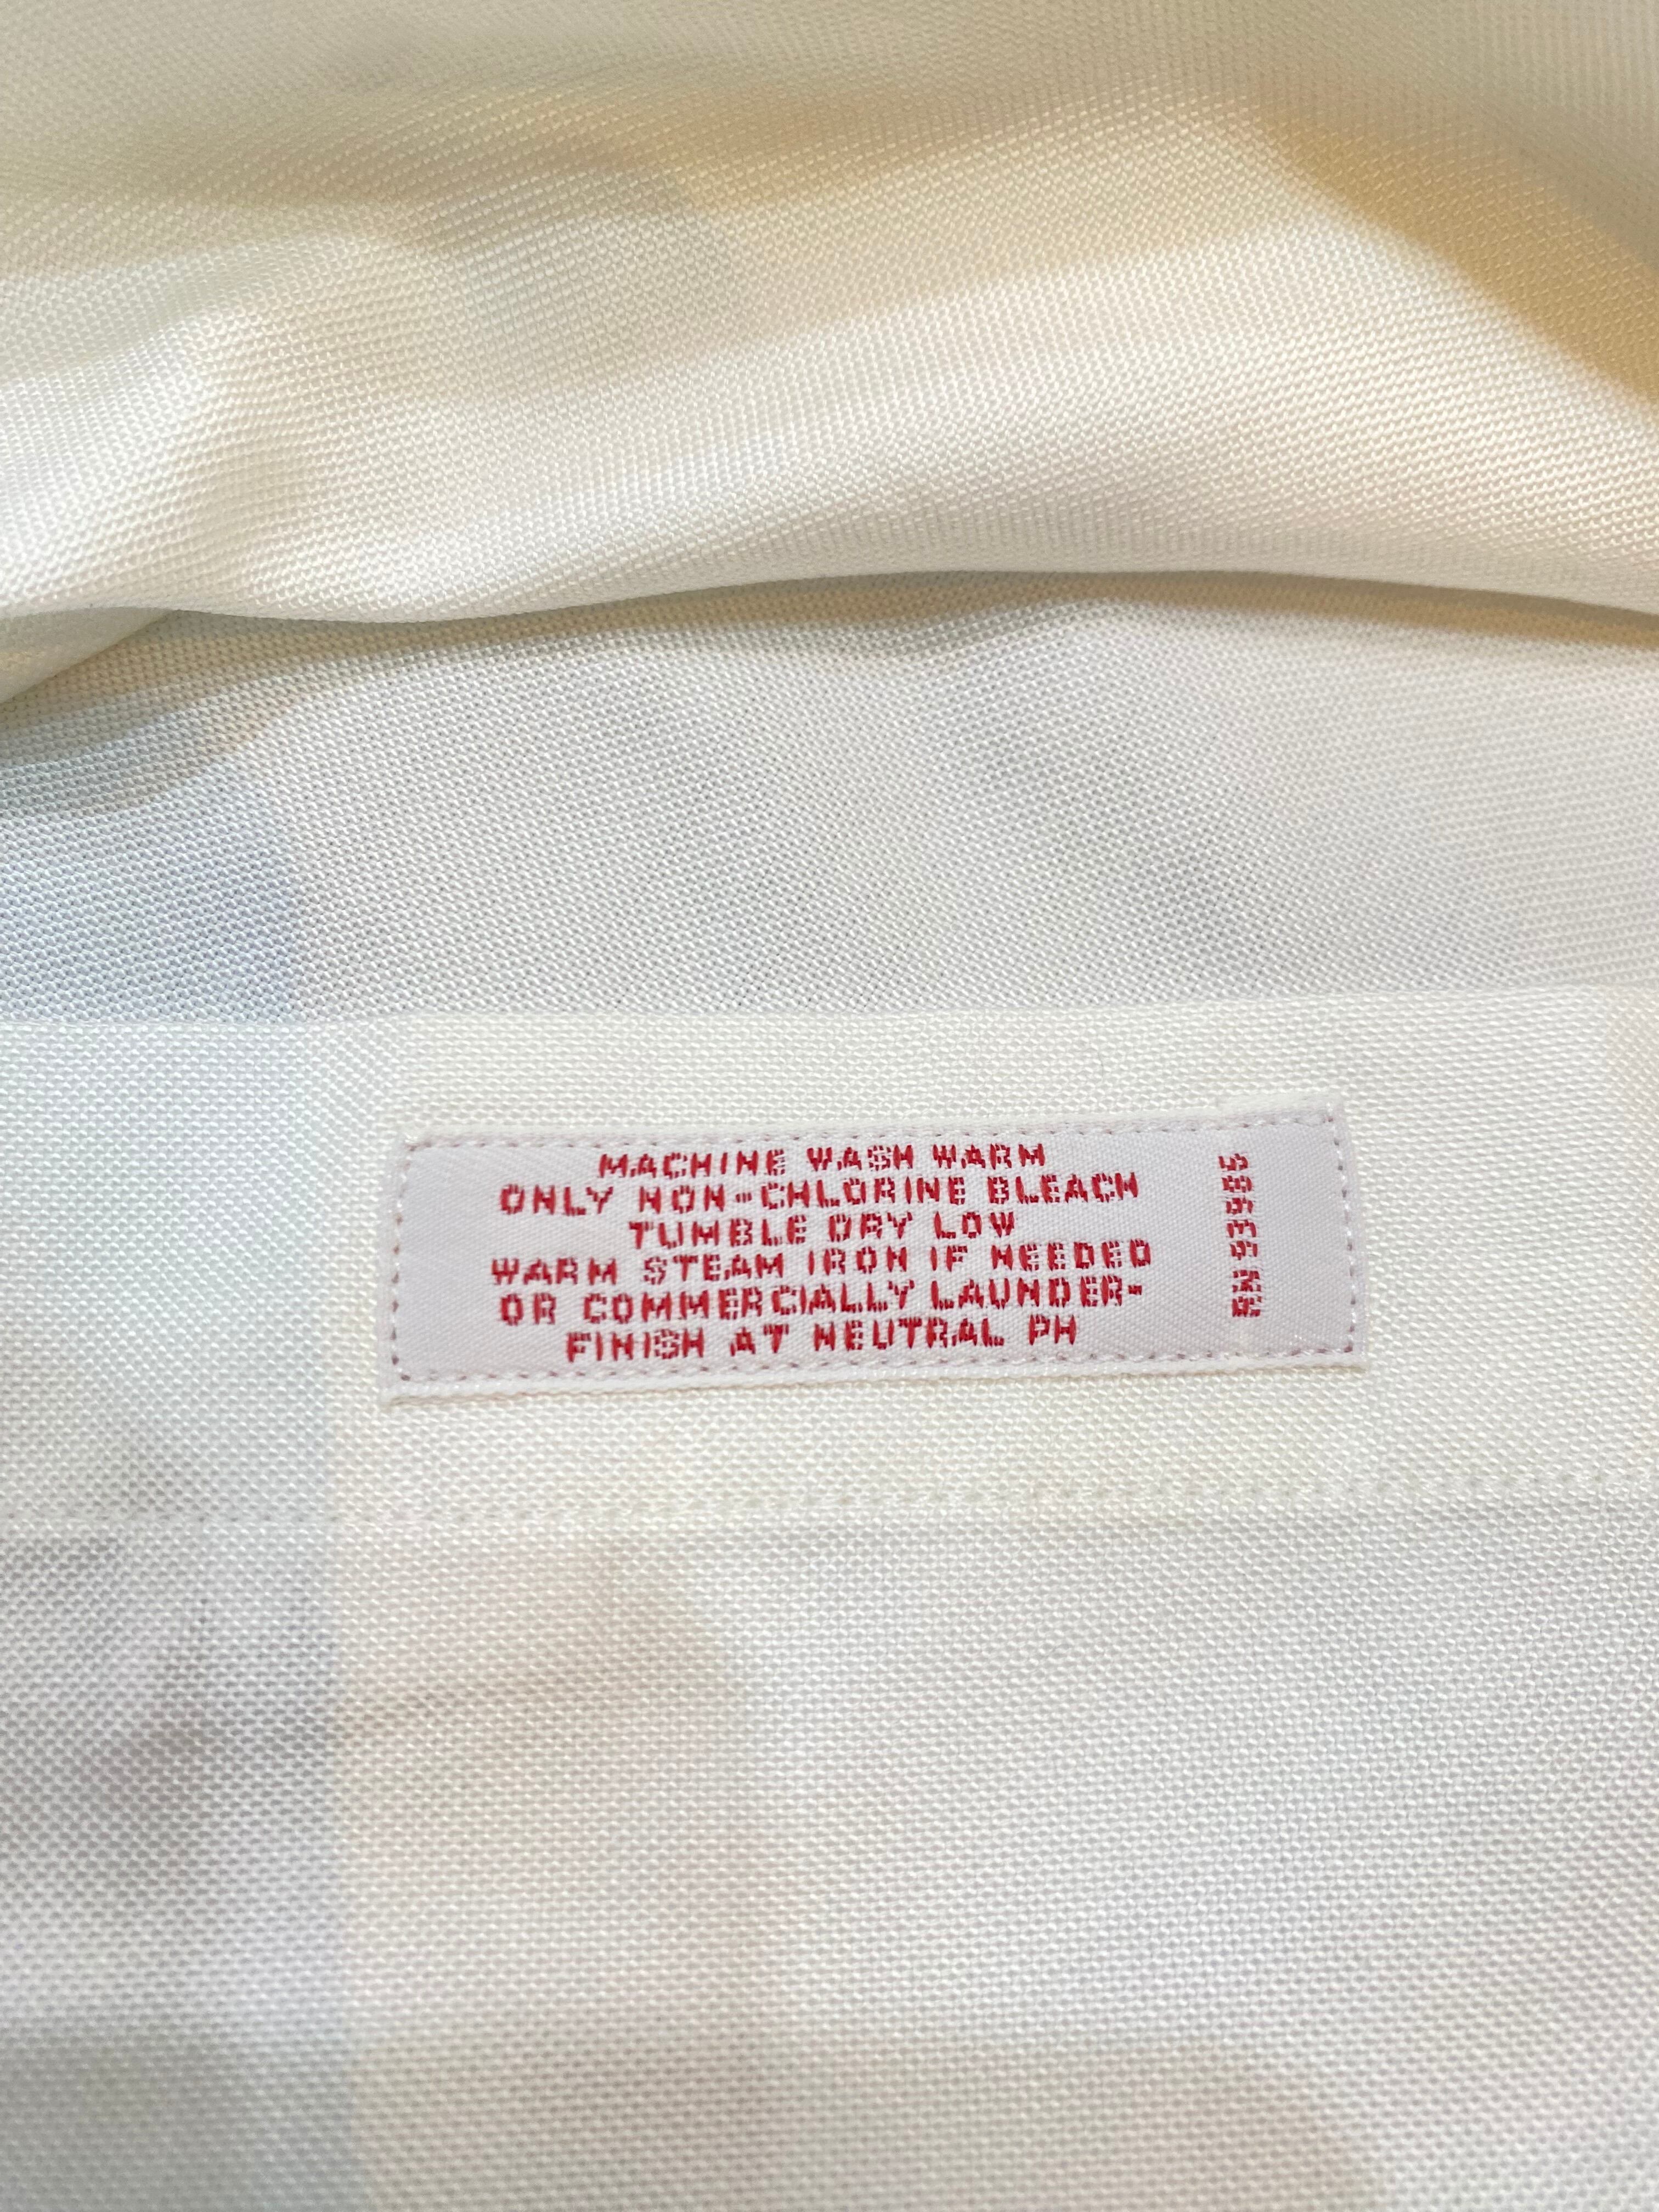 MACHINE WASH WARM
ONLY NON-CHLORINE BLEACH
TUMBLE DRY LOW
WARM STEAM IRON IF NEEDED
OR COMMERCIALLY LAUNDER-
FINISH AT NEUTRAL PH
RN 93986